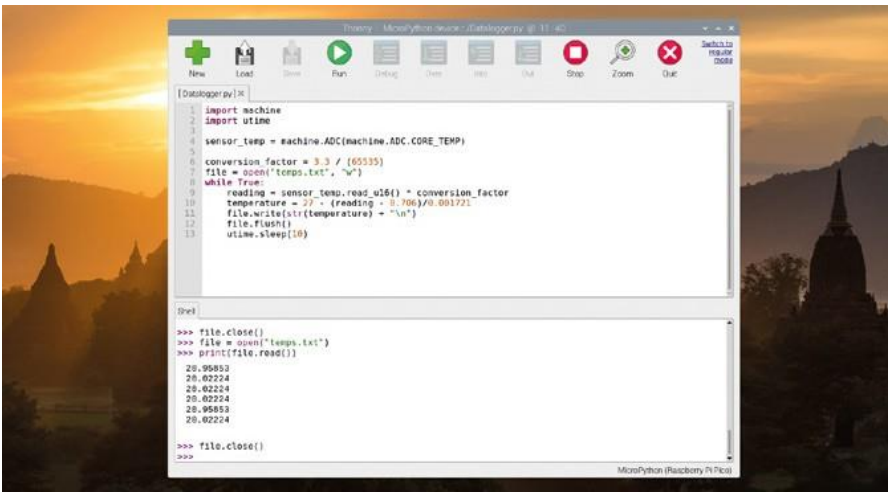 Thonny - MicroPython device: /Datalogger.py @ 11:40
New Load Save Run Debug Over Into Out Stop Zoom Quit
Switch to
regular
mode
[ Datalogger.py ]
1 import machine
2 import utime
3
4 sensor_temp = machine.ADC(machine.ADC.CORE_TEMP)
5
6 conversion_factor = 3.3 / (65535)
7 file = open("temps.txt", "w")
8 while True:
9 reading = sensor_temp.read_u16() * conversion_factor
10 temperature = 27 - (reading - 0.706)/0.001721
11 file.write(str(temperature) + "\n")
12 file.flush()
13 utime.sleep(10)
Shell
>>> file.close()
>>> file = open("temps.txt")
>>> print(file.read())
20.95853
20.02224
20.02224
20.02224
20.95853
20.02224
>>> file.close()
>>>
MicroPython (Raspberry Pi Pico)